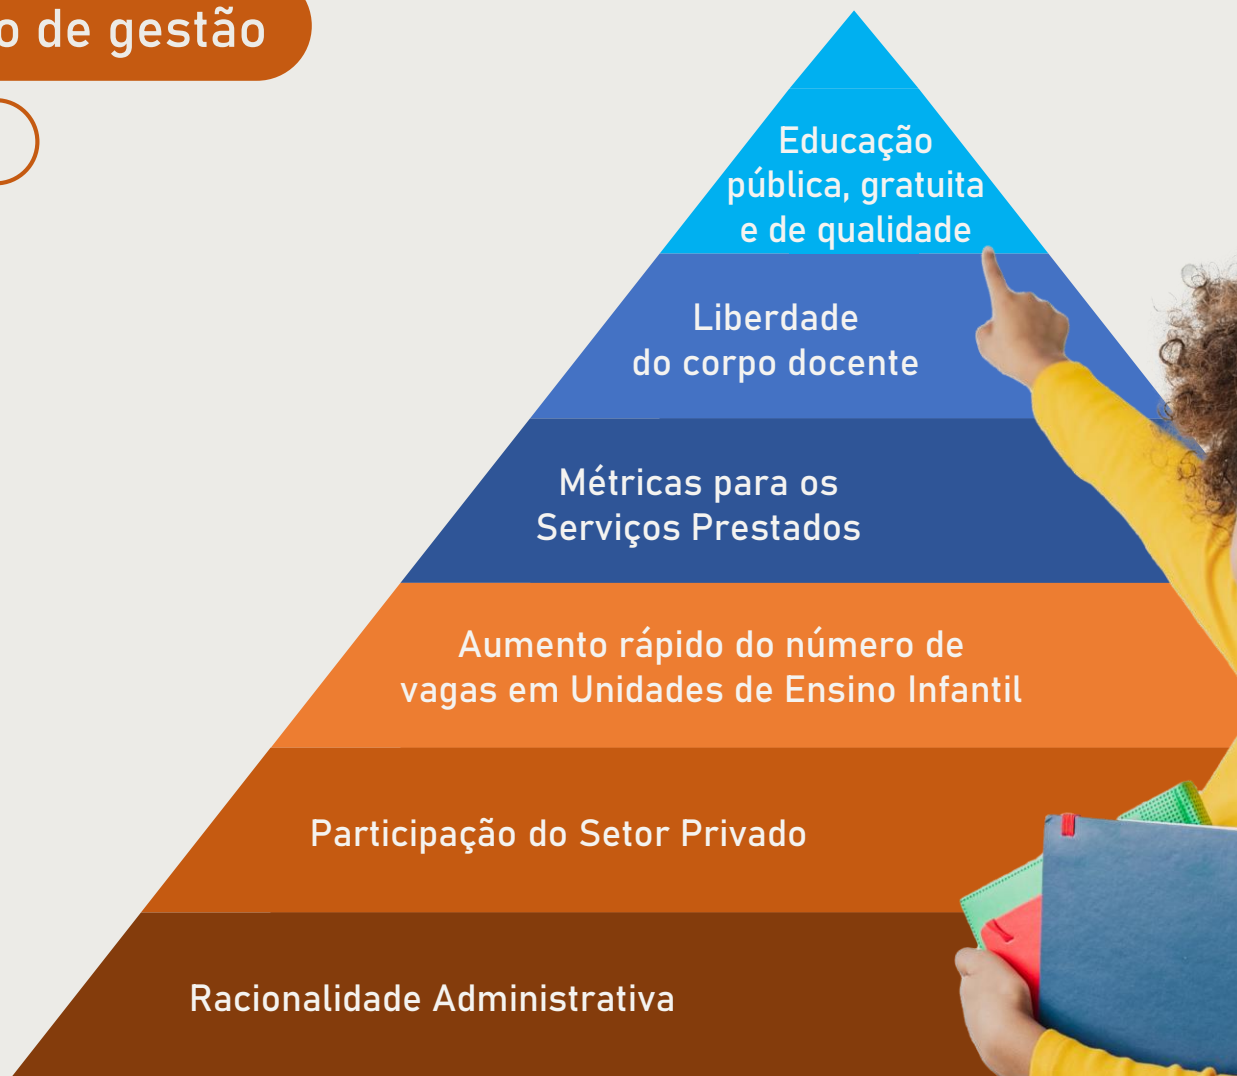 o de gestão
Educação
pública, gratuita
e de qualidade
Liberdade
do corpo docente
Métricas para os
Serviços Prestados
Aumento rápido do número de
vagas em Unidades de Ensino Infantil
Participação do Setor Privado
Racionalidade Administrativa